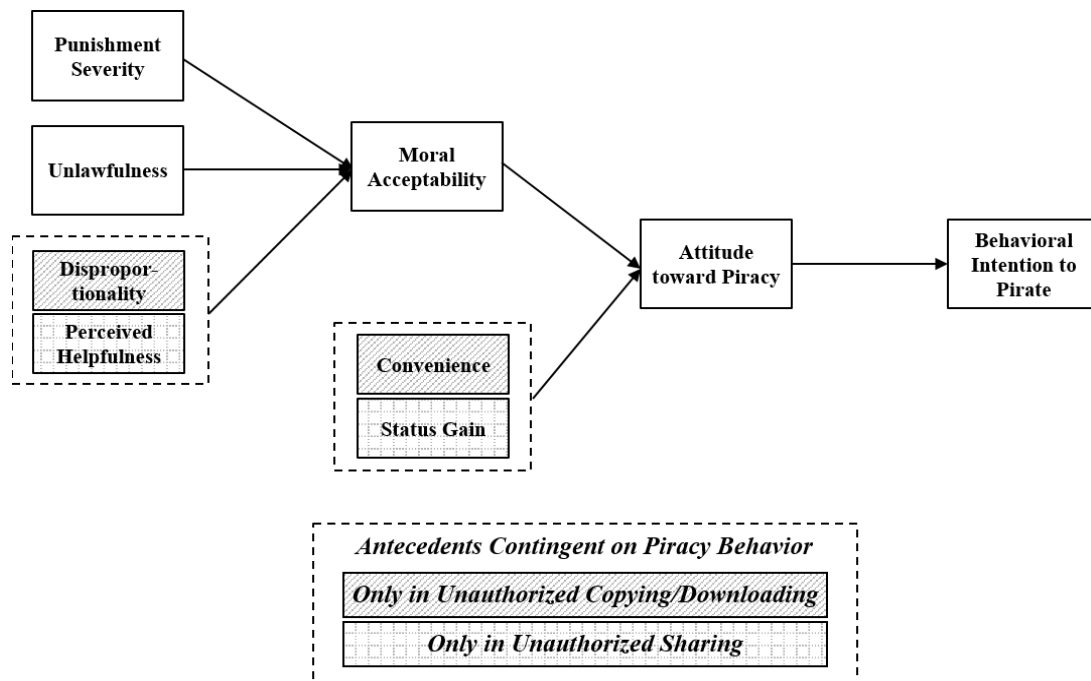 Punishment
Severity
Unlawfulness
Dispropor-
tionality
Perceived
Helpfulness
Moral
Acceptability
Convenience
Status Gain
Attitude
toward Piracy
Behavioral
Intention to
Pirate
Antecedents Contingent on Piracy Behavior
Only in Unauthorized Copying/Downloading
Only in Unauthorized Sharing